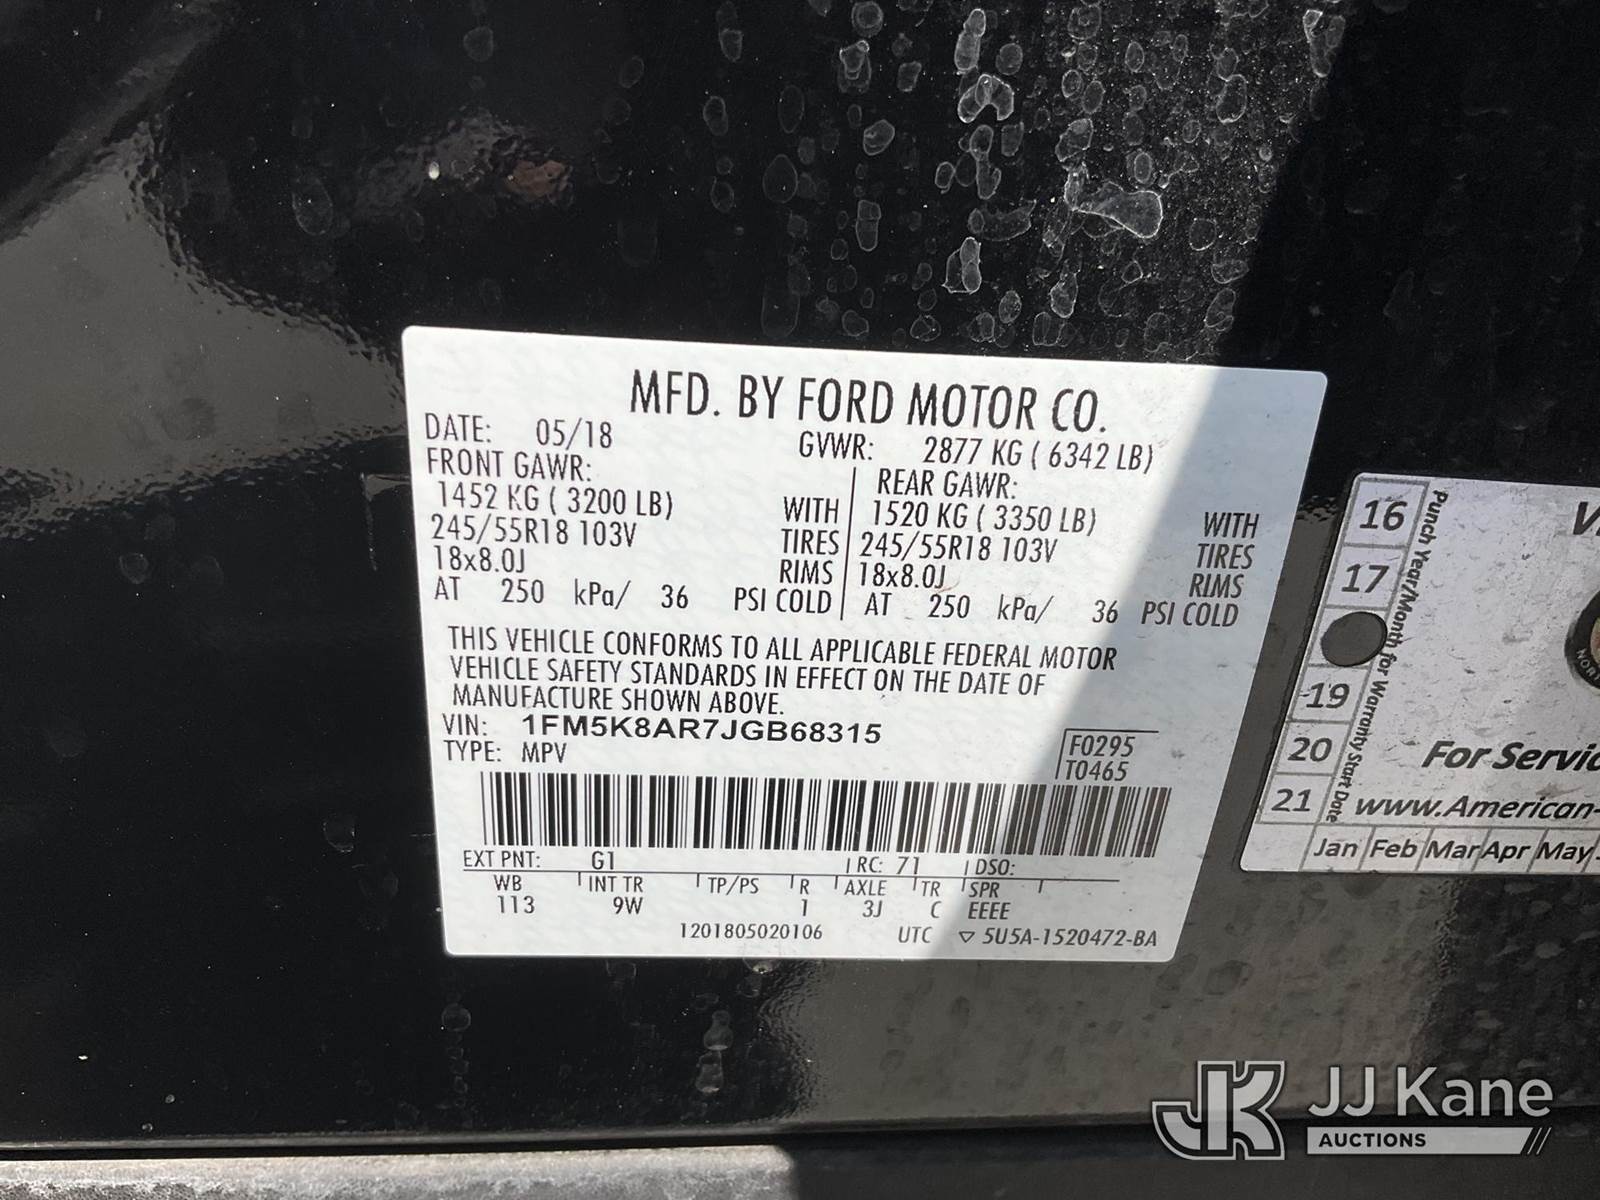 MFD. BY FORD MOTOR CO.
DATE: 05/18 GVWR: 2877 KG ( 6342 LB)
FRONT GAWR: REAR GAWR:
1452 KG ( 3200 LB) WITH 1520 KG ( 3350 LB) WITH
245/55R18 103V TIRES 245/55R18 103V TIRES
18x8.0J RIMS 18x8.0J RIMS
AT 250 kPa/ 36 PSI COLD AT 250 kPa/ 36 PSI COLD
THIS VEHICLE CONFORMS TO ALL APPLICABLE FEDERAL MOTOR
VEHICLE SAFETY STANDARDS IN EFFECT ON THE DATE OF
MANUFACTURE SHOWN ABOVE.
VIN: 1FM5K8AR7JGB68315
TYPE: MPV
F0295
T0465
EXT PNT: G1 RC: 71 DSO:
WB INT TR TP/PS R AXLE TR SPR
113 9W 1 3J C EEEE
1201805020106 UTC ▽ 5U5A-1520472-BA
16
17
19
20
21
Punch Year/Month for Warranty Start Date
For Servic
www.American-
Jan Feb Mar Apr May
JJ Kane
AUCTIONS